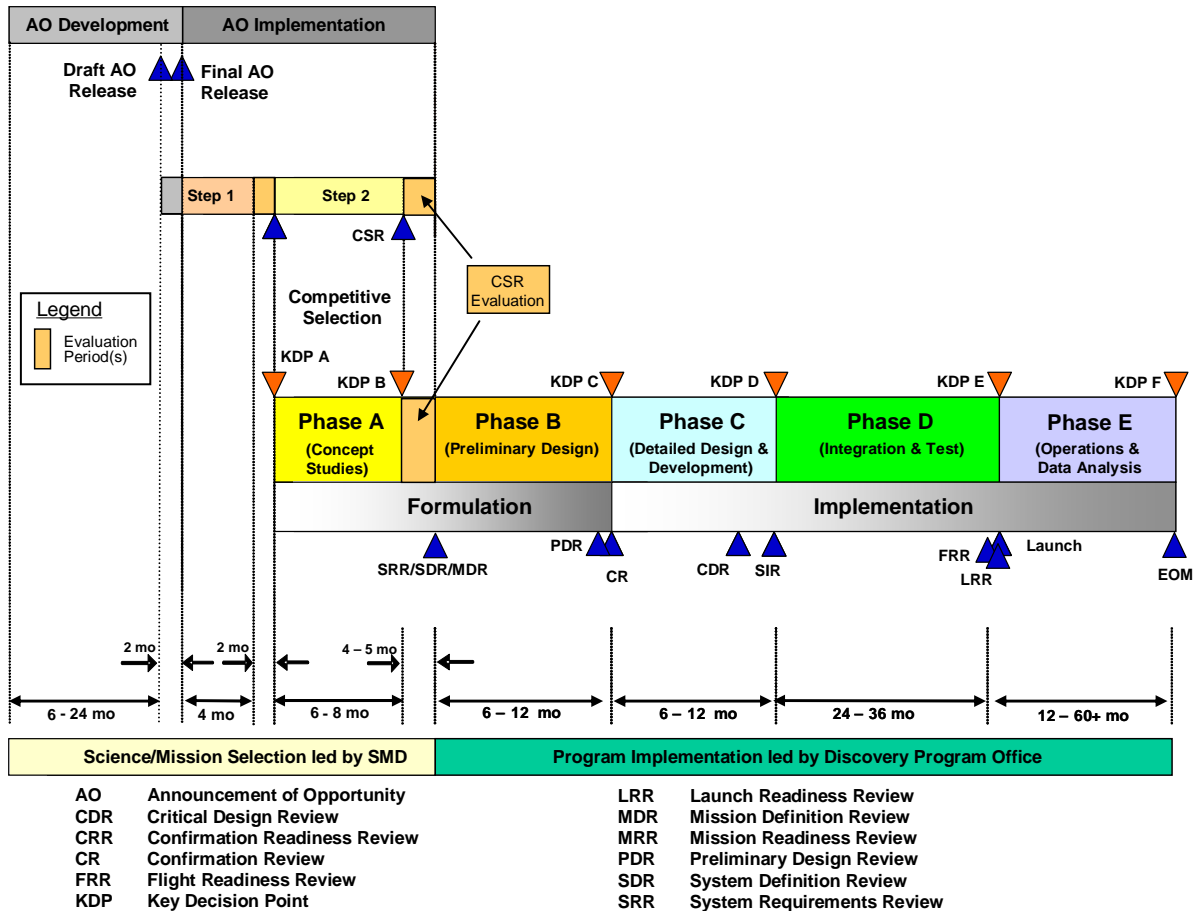 AO Development
AO Implementation
Draft AO
Release
Final AO
Release
Step 1
Step 2
CSR
CSR
Evaluation
Competitive
Selection
Legend
Evaluation
Period(s)
KDP A
KDP B
KDP C
KDP D
KDP E
KDP F
Phase A
(Concept
Studies)
Phase B
(Preliminary Design)
Phase C
(Detailed Design &
Development)
Phase D
(Integration & Test)
Phase E
(Operations &
Data Analysis
Formulation
Implementation
SRR/SDR/MDR
PDR
CR
CDR
SIR
FRR
LRR
Launch
EOM
2 mo
2 mo
4 – 5 mo
6 - 24 mo
4 mo
6 - 8 mo
6 – 12 mo
6 – 12 mo
24 – 36 mo
12 – 60+ mo
Science/Mission Selection led by SMD
Program Implementation led by Discovery Program Office
AO Announcement of Opportunity
CDR Critical Design Review
CRR Confirmation Readiness Review
CR Confirmation Review
FRR Flight Readiness Review
KDP Key Decision Point
LRR Launch Readiness Review
MDR Mission Definition Review
MRR Mission Readiness Review
PDR Preliminary Design Review
SDR System Definition Review
SRR System Requirements Review